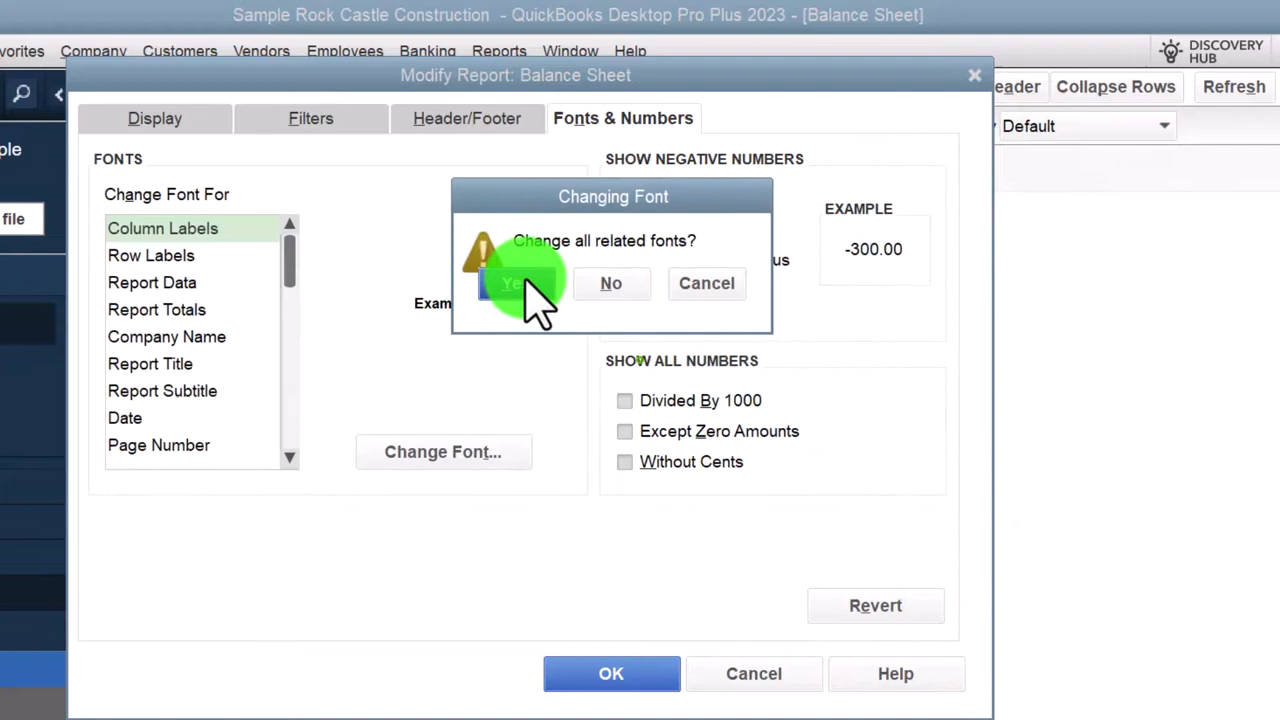 Sample Rock Castle Construction - QuickBooks Desktop Pro Plus 2023 - [Balance Sheet]
vorites Company Customers Vendors Employees Banking Reports Window Help
DISCOVERY
HUB
Modify Report: Balance Sheet
eader Collapse Rows Refresh
Display Filters Header/Footer Fonts & Numbers
Default
ple
file
FONTS
Change Font For
Column Labels
Row Labels
Report Data
Report Totals
Company Name
Report Title
Report Subtitle
Date
Page Number
Exam
Change Font...
SHOW NEGATIVE NUMBERS
us
EXAMPLE
-300.00
Changing Font
Change all related fonts?
Yes No Cancel
SHOW ALL NUMBERS
Divided By 1000
Except Zero Amounts
Without Cents
Revert
OK Cancel Help